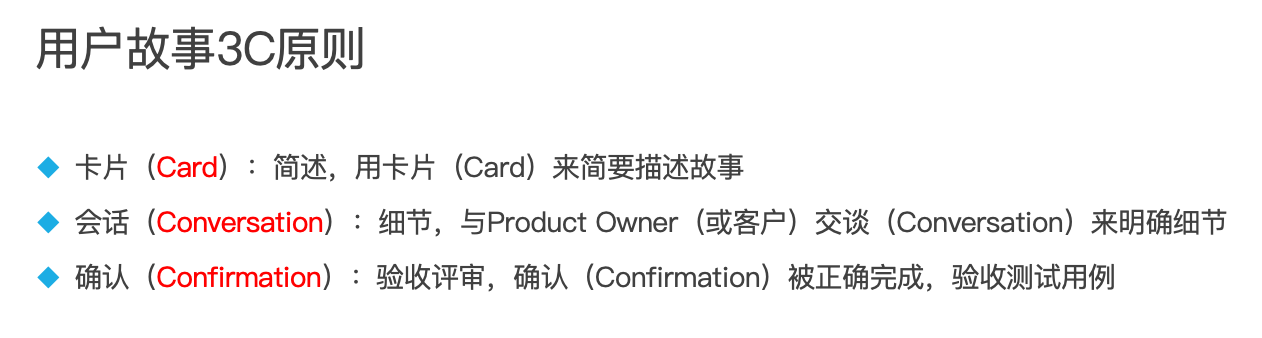 用户故事3C原则
卡片（Card）：简述，用卡片（Card）来简要描述故事
会话（Conversation）：细节，与Product Owner（或客户）交谈（Conversation）来明确细节
确认（Confirmation）：验收评审，确认（Confirmation）被正确完成，验收测试用例